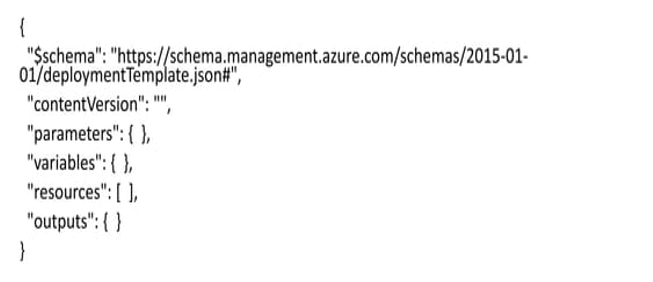 {
"$schema": "https://schema.management.azure.com/schemas/2015-01-
01/deploymentTemplate.json#",
"contentVersion": "",
"parameters": { },
"variables": { },
"resources": [ ],
"outputs": { }
}